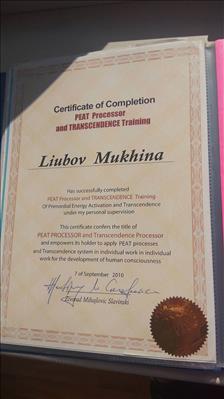 Certificate of Completion
PEAT Processor
and TRANSCENDENCE Training
Liubov Mukhina
Has successfully completed
PEAT Processor and TRANSCENDENCE Training
Of Primordial Energy Activation and Transcendence
under my personal supervision
This certificate confers the title of
PEAT PROCESSOR and Transcendence Processor
and empowers its holder to apply PEAT processes
and Transcendence system in individual work in individual
work for the development of human consciousness
7 of September 2010
Zivorad Mihajlovic Slavinski